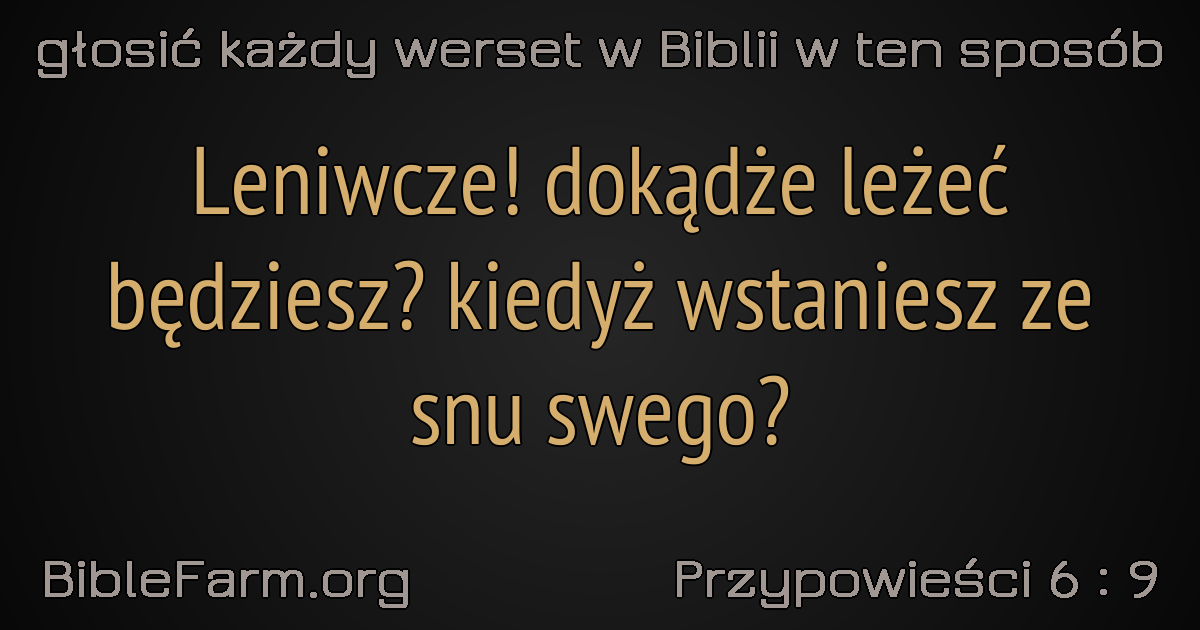 głosić każdy werset w Biblii w ten sposób
Leniwcze! dokądże leżeć
będziesz? kiedyż wstaniesz ze
snu swego?
BibleFarm.org
Przypowieści 6 : 9